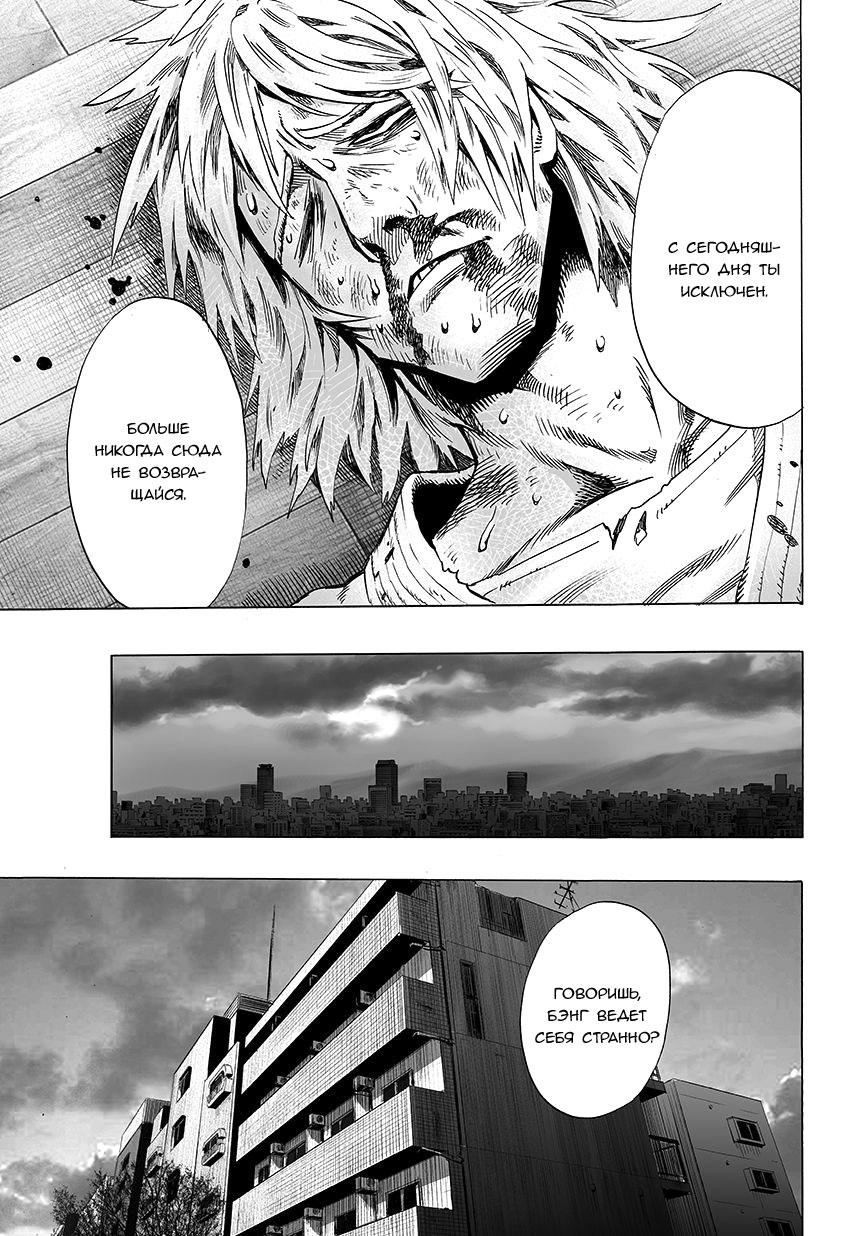 С СЕГОДНЯШ-
НЕГО ДНЯ ТЫ
ИСКЛЮЧЕН.
БОЛЬШЕ
НИКОГДА СЮДА
НЕ ВОЗВРА-
ЩАЙСЯ.
ГОВОРИШЬ,
БЭНГ ВЕДЕТ
СЕБЯ СТРАННО?